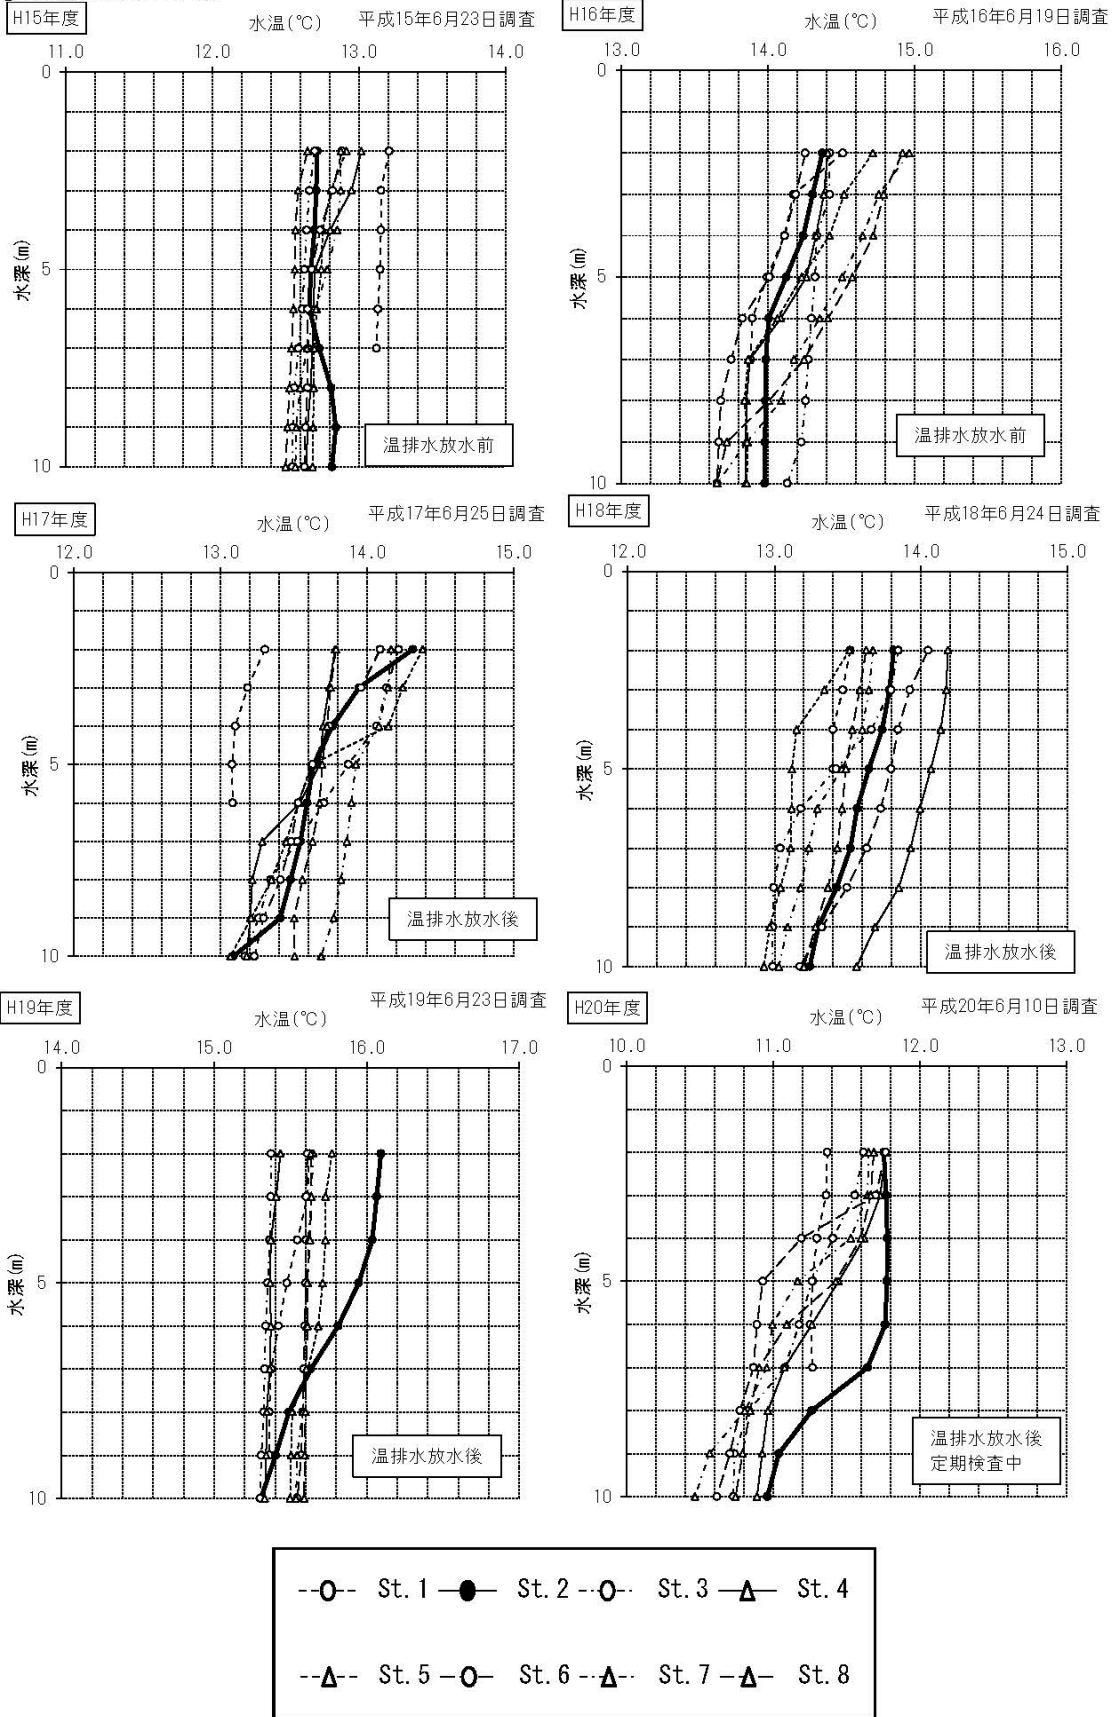 H15年度
水温(℃)
平成15年6月23日調査
11.0 12.0 13.0 14.0
0
水深(m)
5
10
温排水放水前
H16年度
水温(℃)
平成16年6月19日調査
13.0 14.0 15.0 16.0
0
水深(m)
5
10
温排水放水前
H17年度
水温(℃)
平成17年6月25日調査
12.0 13.0 14.0 15.0
0
水深(m)
5
10
温排水放水後
H18年度
水温(℃)
平成18年6月24日調査
12.0 13.0 14.0 15.0
0
水深(m)
5
10
温排水放水後
H19年度
水温(℃)
平成19年6月23日調査
14.0 15.0 16.0 17.0
0
水深(m)
5
10
温排水放水後
H20年度
水温(℃)
平成20年6月10日調査
10.0 11.0 12.0 13.0
0
水深(m)
5
10
温排水放水後
定期検査中
St.1 St.2 St.3 St.4
St.5 St.6 St.7 St.8